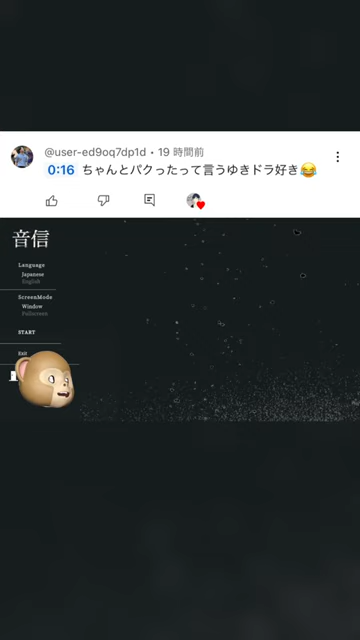 @user-ed9oq7dp1d • 19 時間前
0:16 ちゃんとパクったって言うゆきドラ好き😂
音信
Language
Japanese
English
ScreenMode
Window
Fullscreen
START
Exit